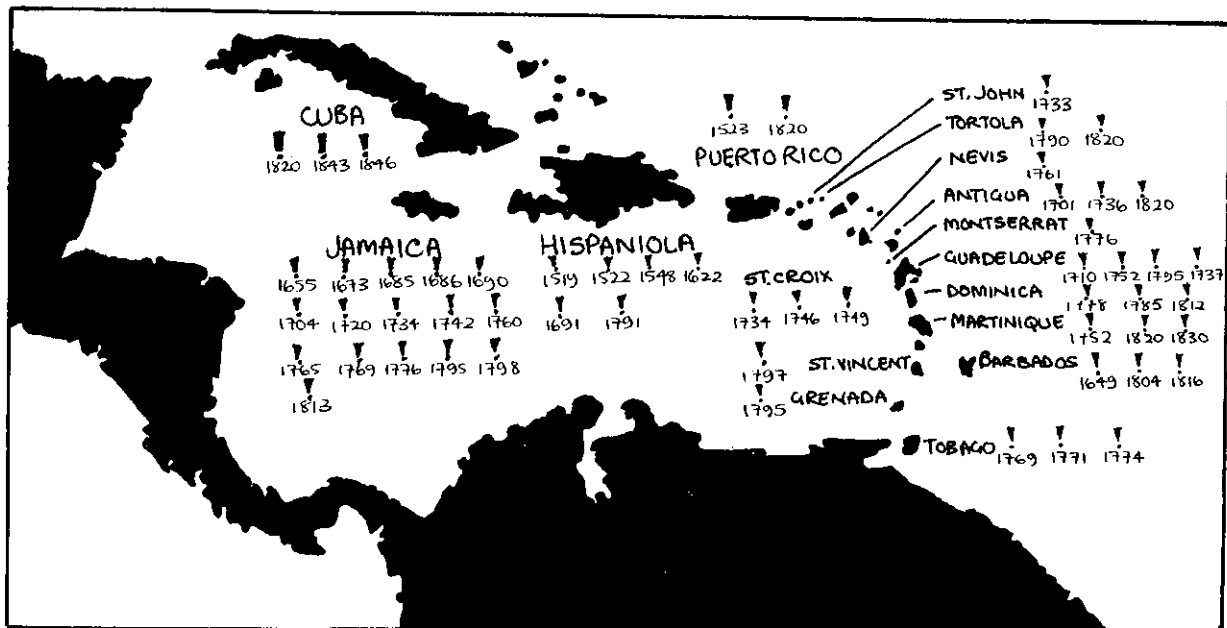 CUBA
1820 1843 1846
1523 1820
PUERTO RICO
ST. JOHN 1733
TORTOLA 1790 1820
NEVIS 1761
ANTIGUA 1701 1736 1820
MONTSERRAT 1776
GUADELOUPE 1710 1752 1795 1737
DOMINICA 1785 1812
MARTINIQUE 1752 1820 1830
BARBADOS 1649 1804 1816
JAMAICA
1655 1673 1685 1686 1690
1704 1720 1734 1742 1760
1765 1769 1776 1795 1798
1813
HISPANIOLA
1519 1522 1548 1622
1691 1791
ST. CROIX
1734 1746 1749
1797 ST. VINCENT
1795 GRENADA
TOBAGO 1769 1771 1774